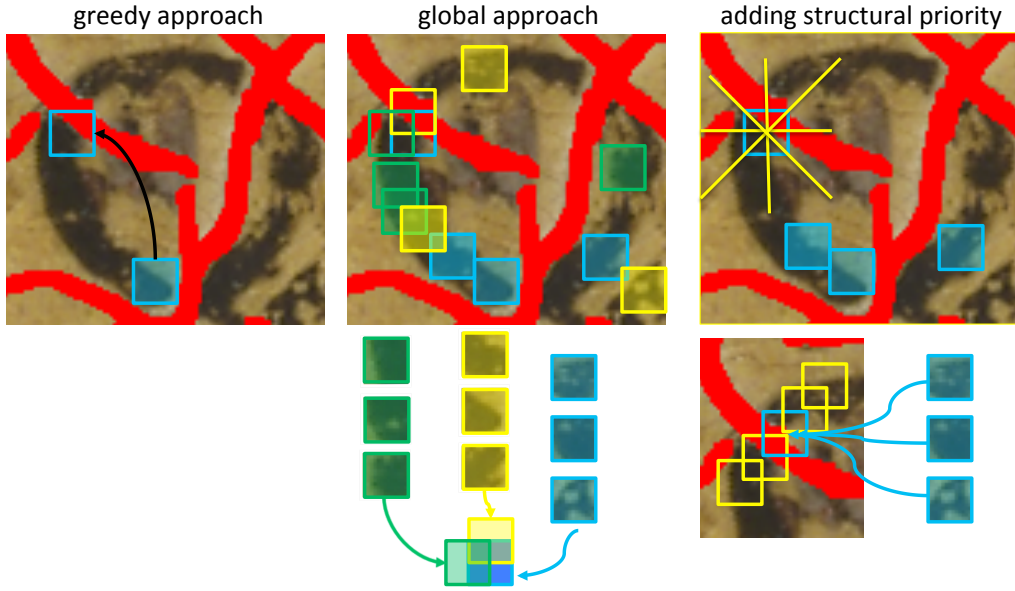 greedy approach
global approach
adding structural priority